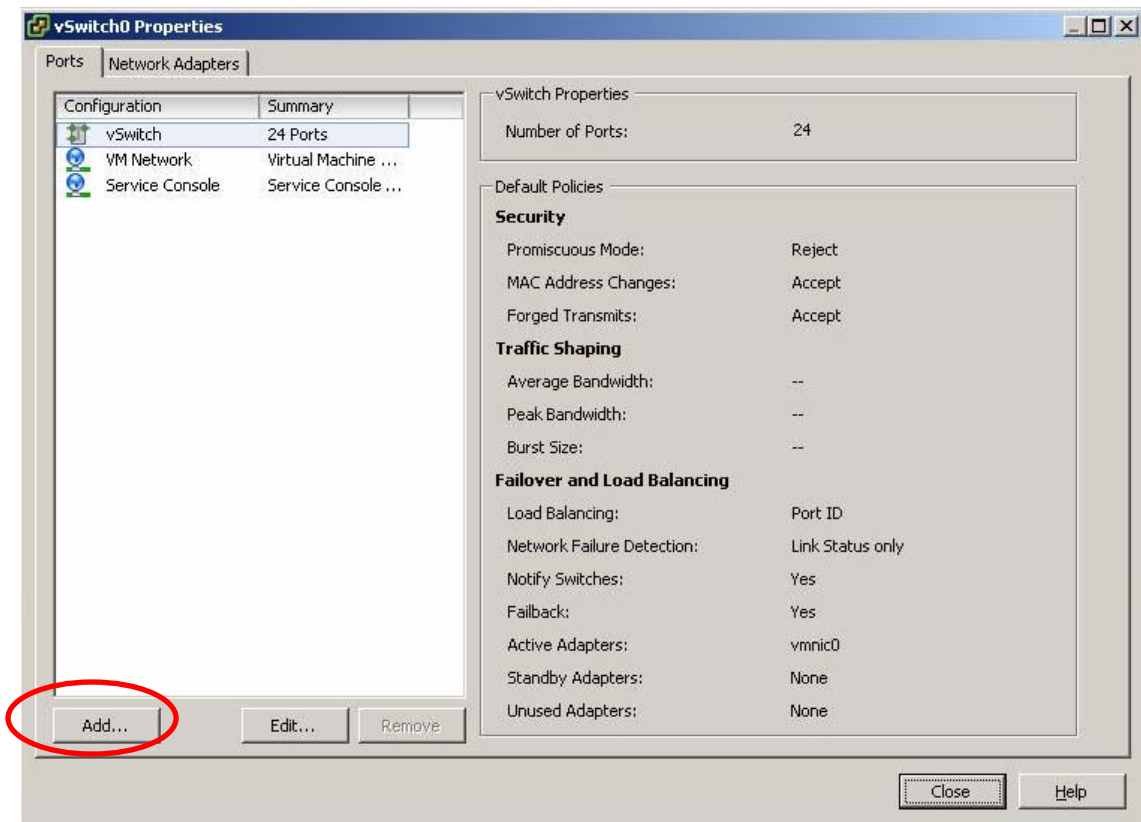 vSwitch0 Properties
Ports Network Adapters
Configuration Summary
vSwitch 24 Ports
VM Network Virtual Machine ...
Service Console Service Console ...
Add... Edit... Remove
vSwitch Properties
Number of Ports: 24
Default Policies
Security
Promiscuous Mode: Reject
MAC Address Changes: Accept
Forged Transmits: Accept
Traffic Shaping
Average Bandwidth: --
Peak Bandwidth: --
Burst Size: --
Failover and Load Balancing
Load Balancing: Port ID
Network Failure Detection: Link Status only
Notify Switches: Yes
Failback: Yes
Active Adapters: vmnic0
Standby Adapters: None
Unused Adapters: None
Close Help